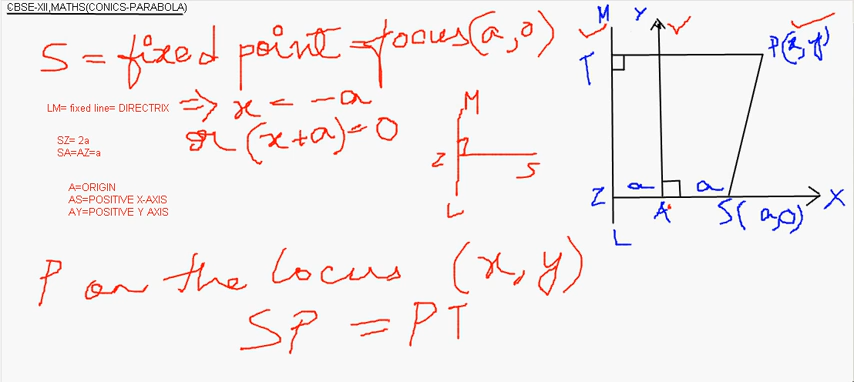 CBSE-XII,MATHS(CONICS-PARABOLA)
S = fixed point = focus(a, 0)
LM= fixed line= DIRECTRIX ⇒ x = -a
or (x+a)=0
SZ= 2a
SA=AZ=a
A=ORIGIN
AS=POSITIVE X-AXIS
AY=POSITIVE Y AXIS
M
Z S
L
M Y
T P(x, y)
a a
Z A S(a,0) X
L
P on the locus (x, y)
SP = PT